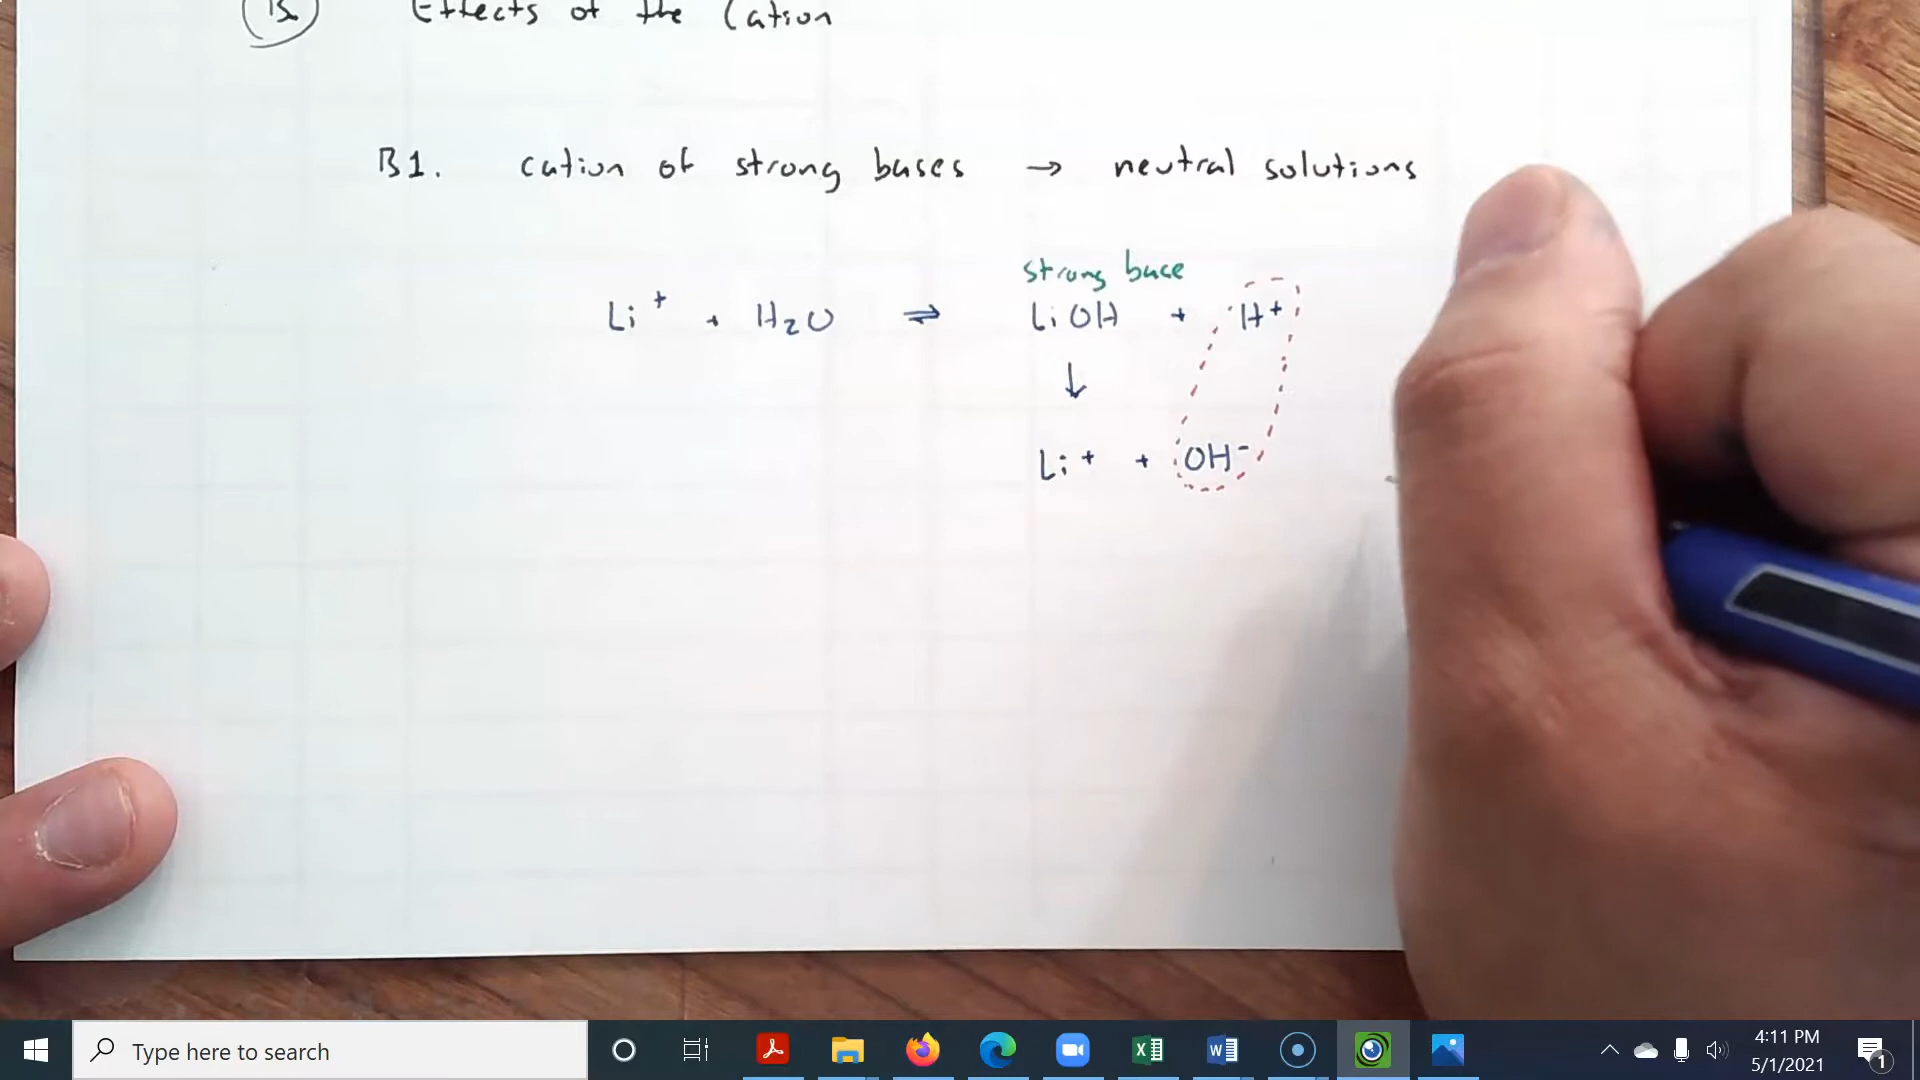 B Effects of the Cation
B1. cation of strong bases → neutral solutions
strong base
Li⁺ + H₂O ⇌ LiOH + H⁺
↓
Li⁺ + OH⁻
Type here to search
4:11 PM
5/1/2021
1